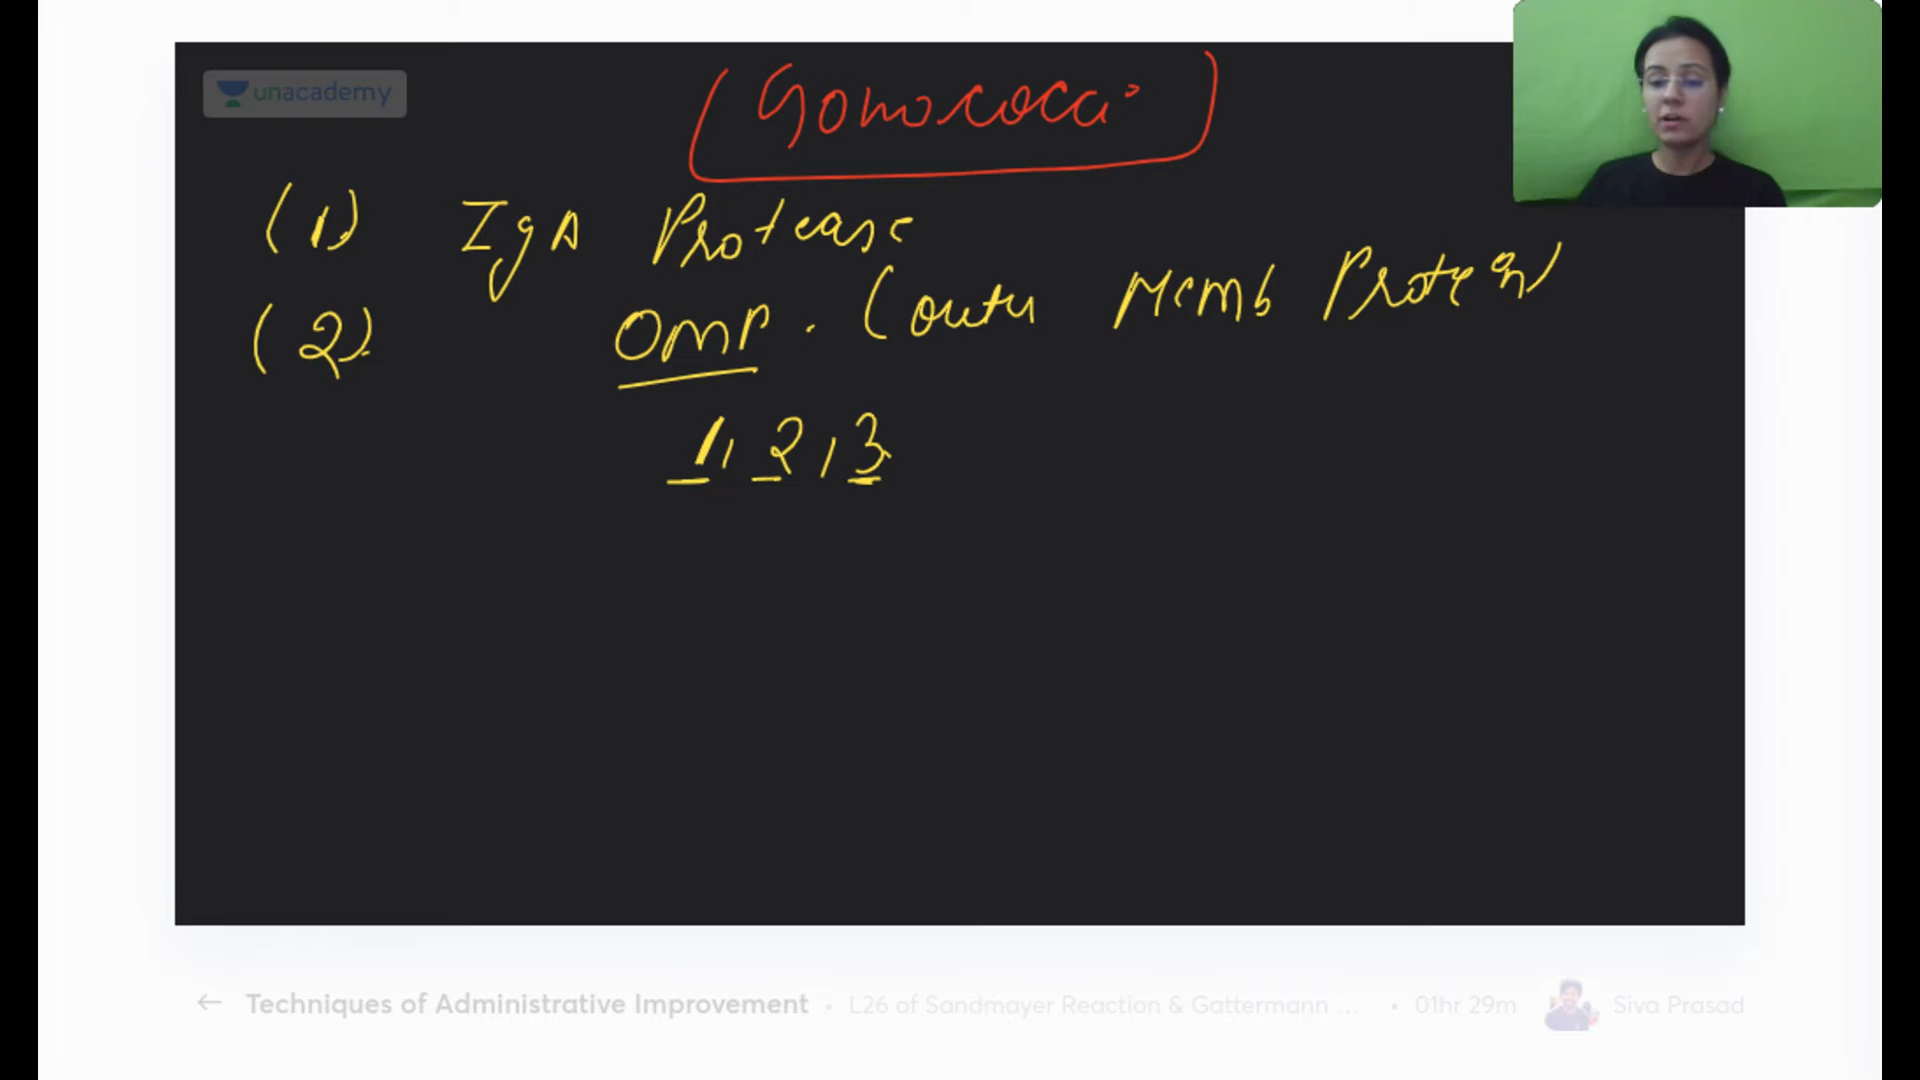 unacademy
(Gonococci)
(1) IgA Protease
(2) OMP. (outer Memb Protein)
1, 2, 3
← Techniques of Administrative Improvement • L26 of Sandmayer Reaction & Gattermann ... • 01hr 29m Siva Prasad